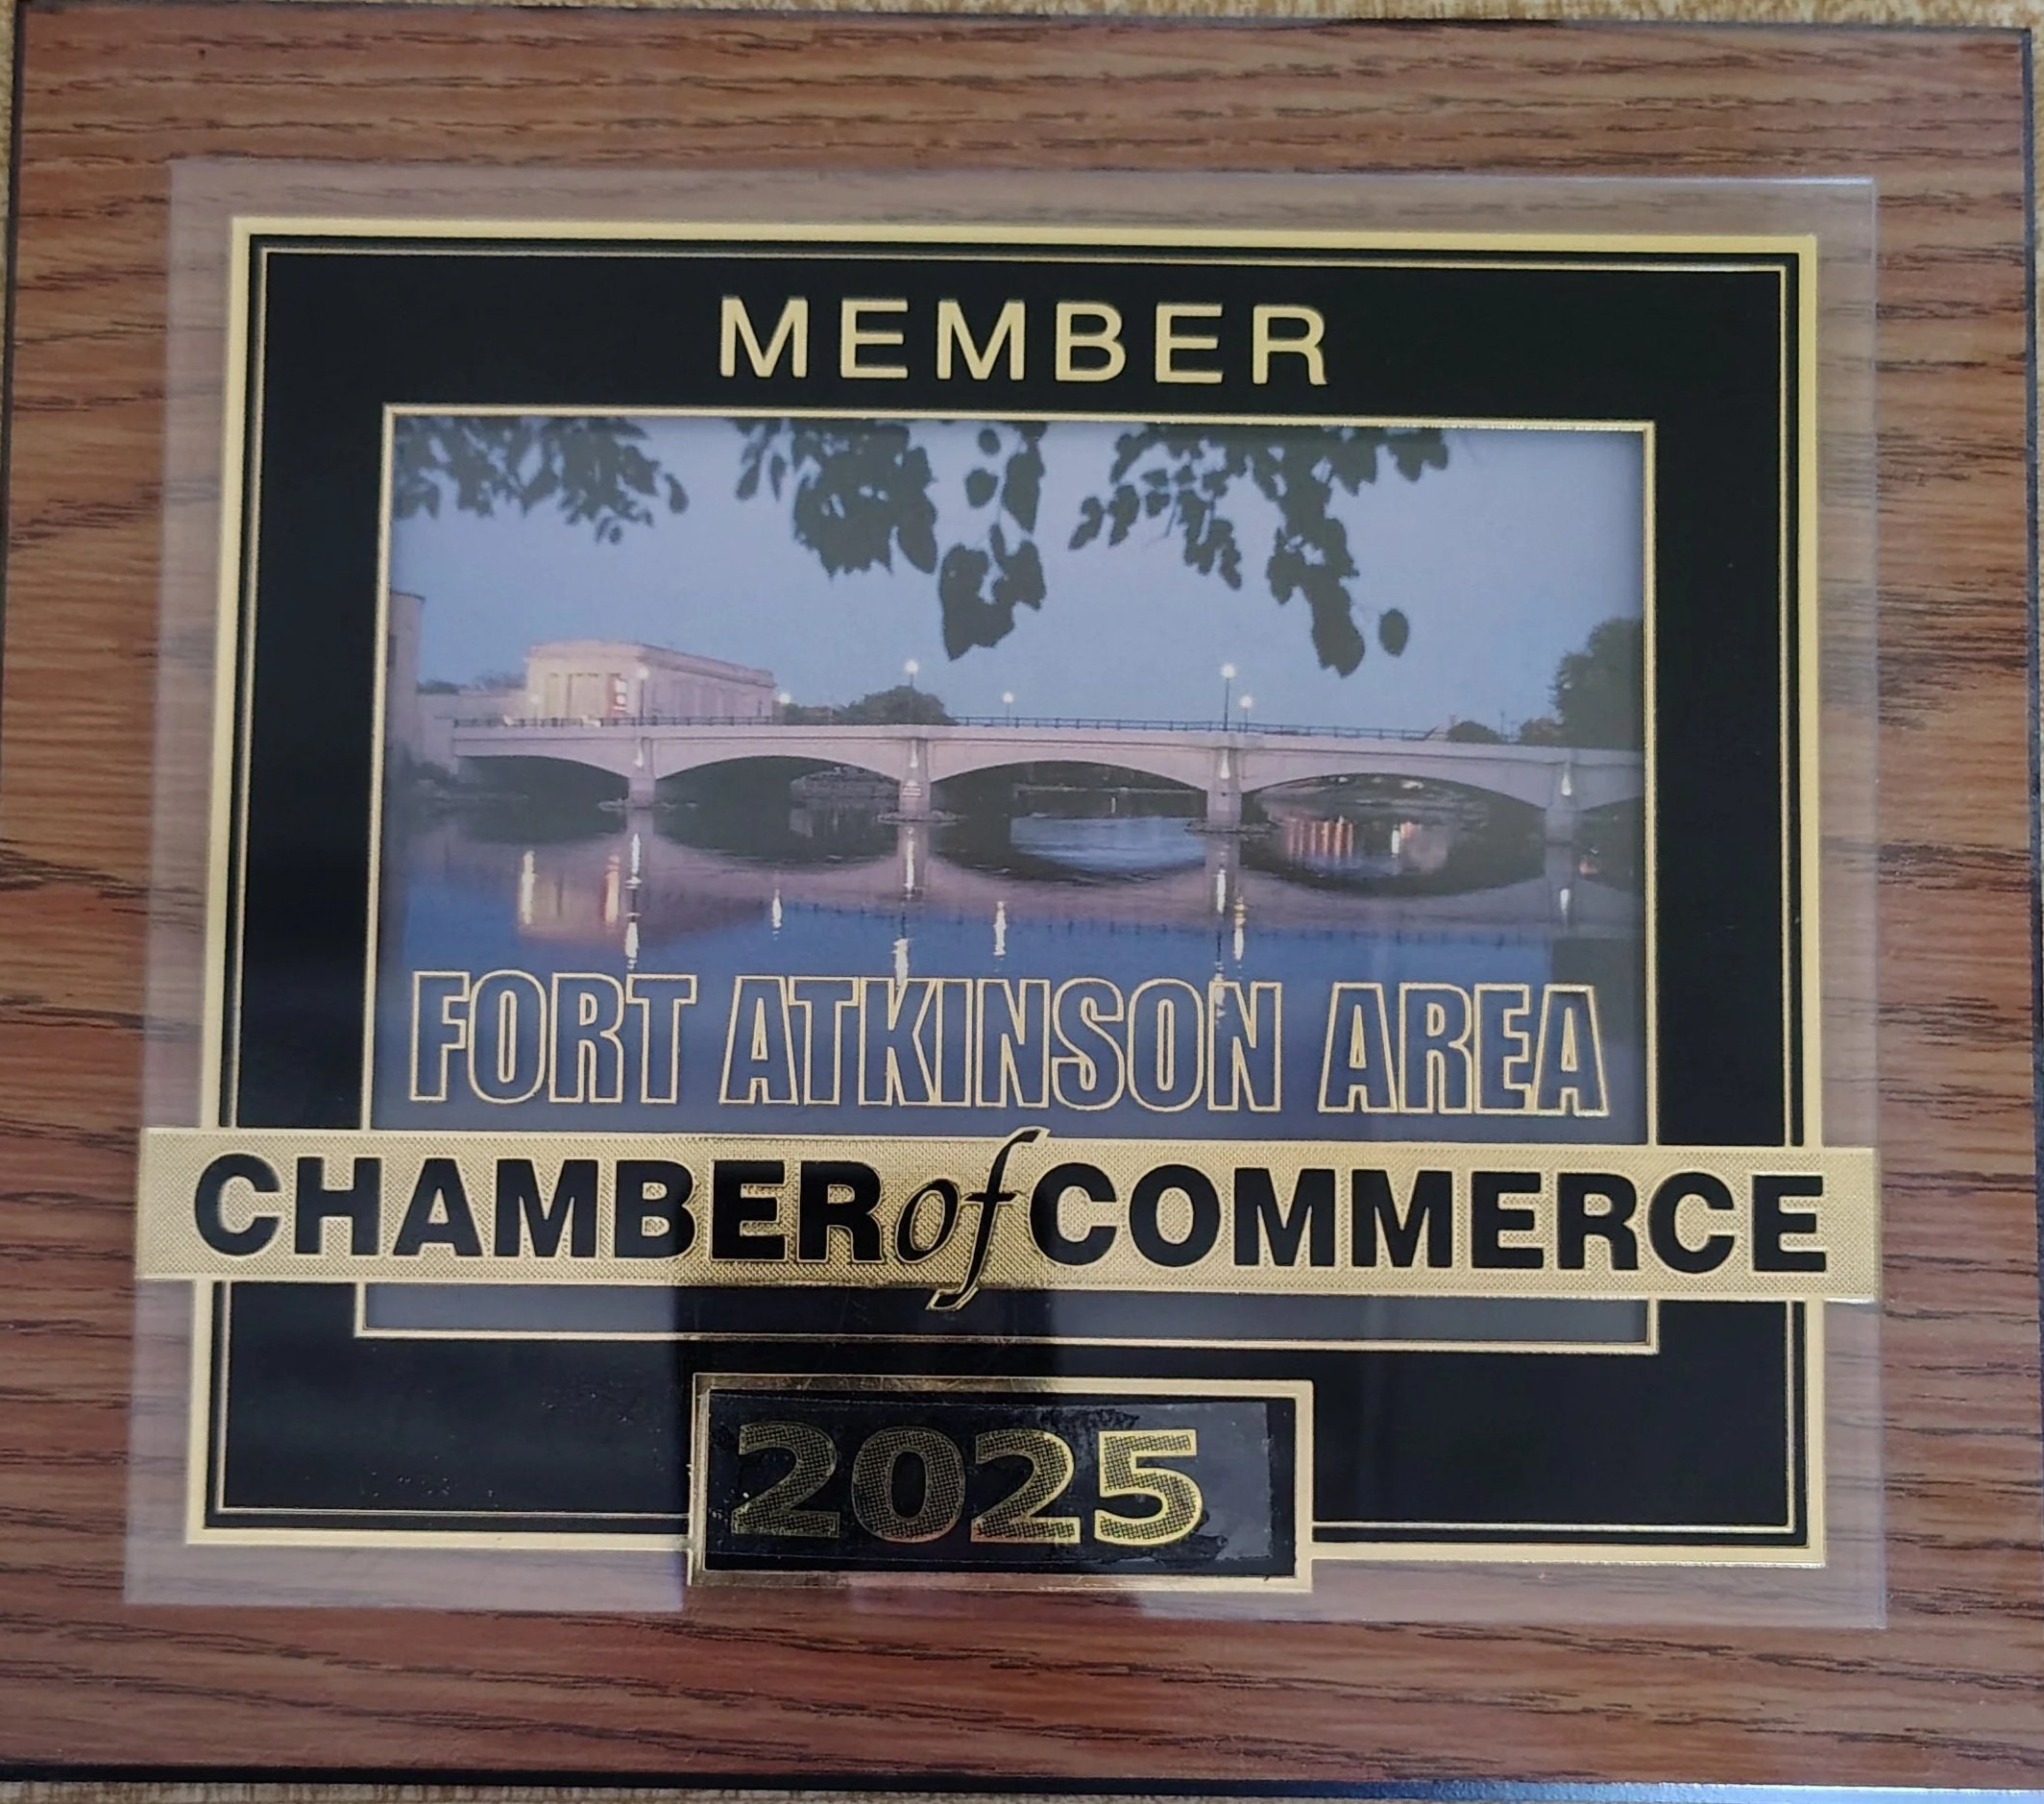 MEMBER
FORT ATKINSON AREA
CHAMBER of COMMERCE
2025